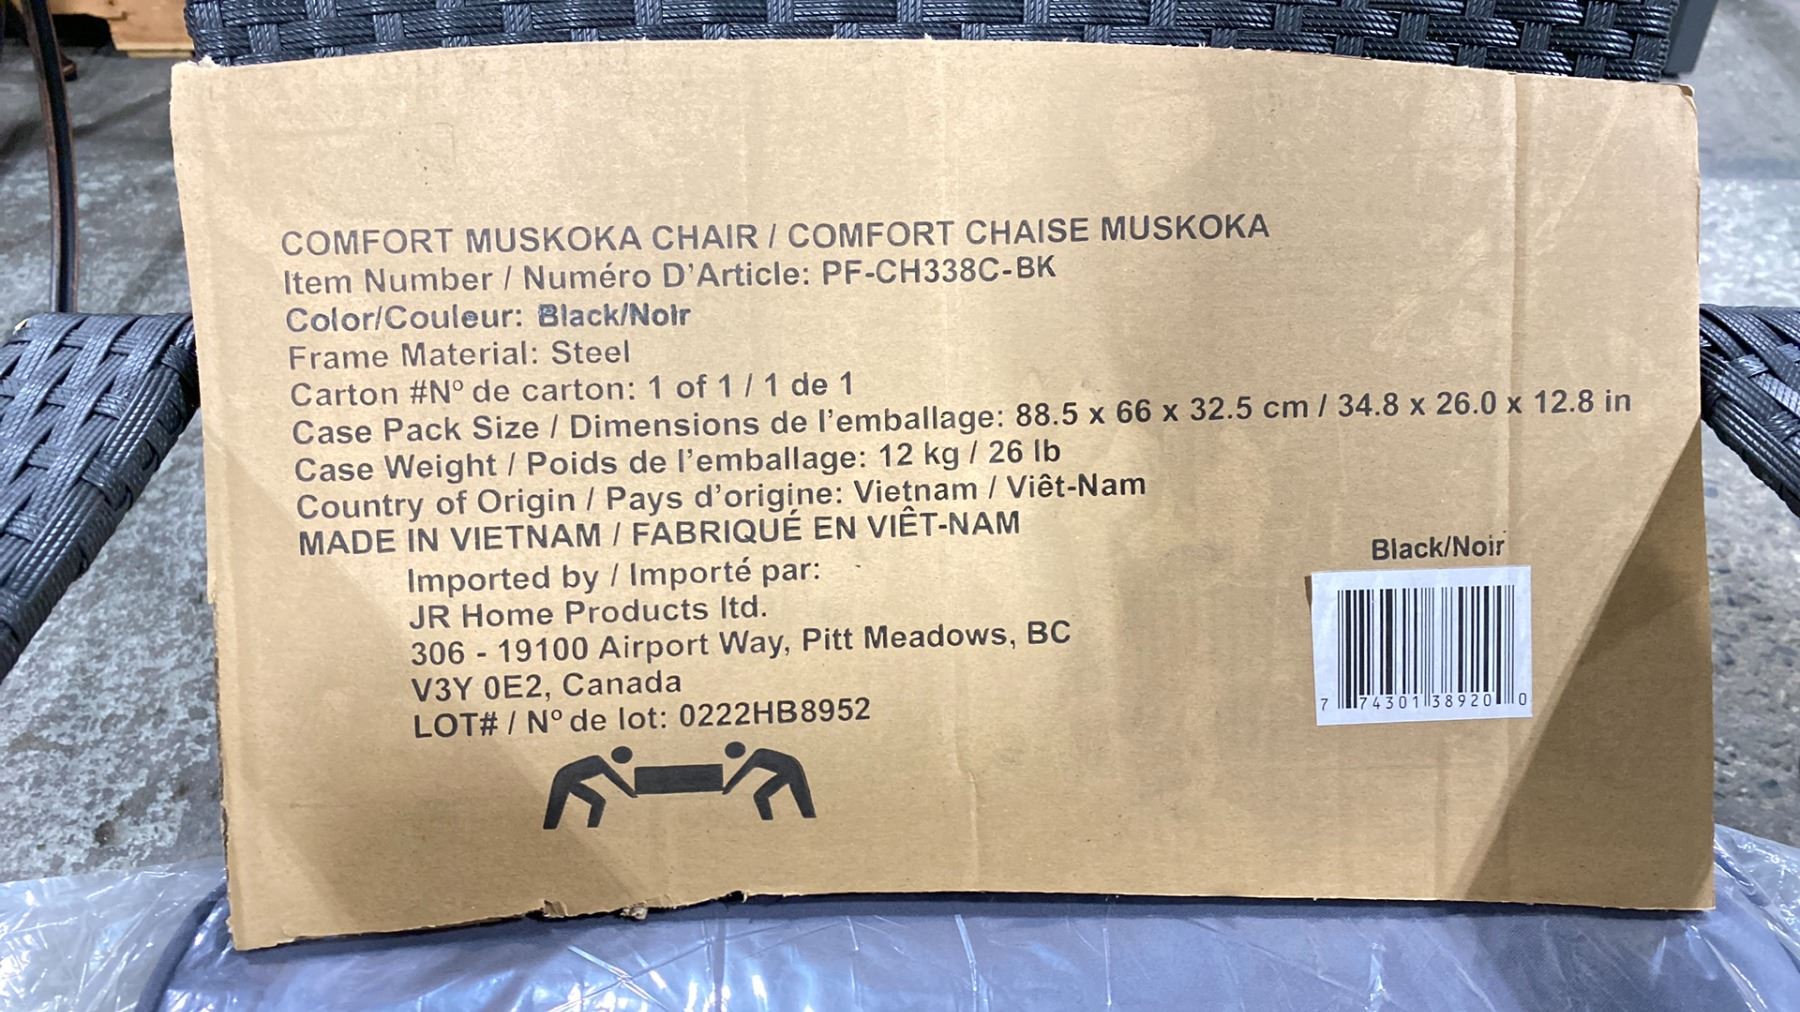 COMFORT MUSKOKA CHAIR / COMFORT CHAISE MUSKOKA
Item Number / Numéro D'Article: PF-CH338C-BK
Color/Couleur: Black/Noir
Frame Material: Steel
Carton #Nº de carton: 1 of 1 / 1 de 1
Case Pack Size / Dimensions de l'emballage: 88.5 x 66 x 32.5 cm / 34.8 x 26.0 x 12.8 in
Case Weight / Poids de l'emballage: 12 kg / 26 lb
Country of Origin / Pays d'origine: Vietnam / Viêt-Nam
MADE IN VIETNAM / FABRIQUÉ EN VIÊT-NAM
Imported by / Importé par:
JR Home Products ltd.
306 - 19100 Airport Way, Pitt Meadows, BC
V3Y 0E2, Canada
LOT# / Nº de lot: 0222HB8952
Black/Noir
7 74301 38920 0